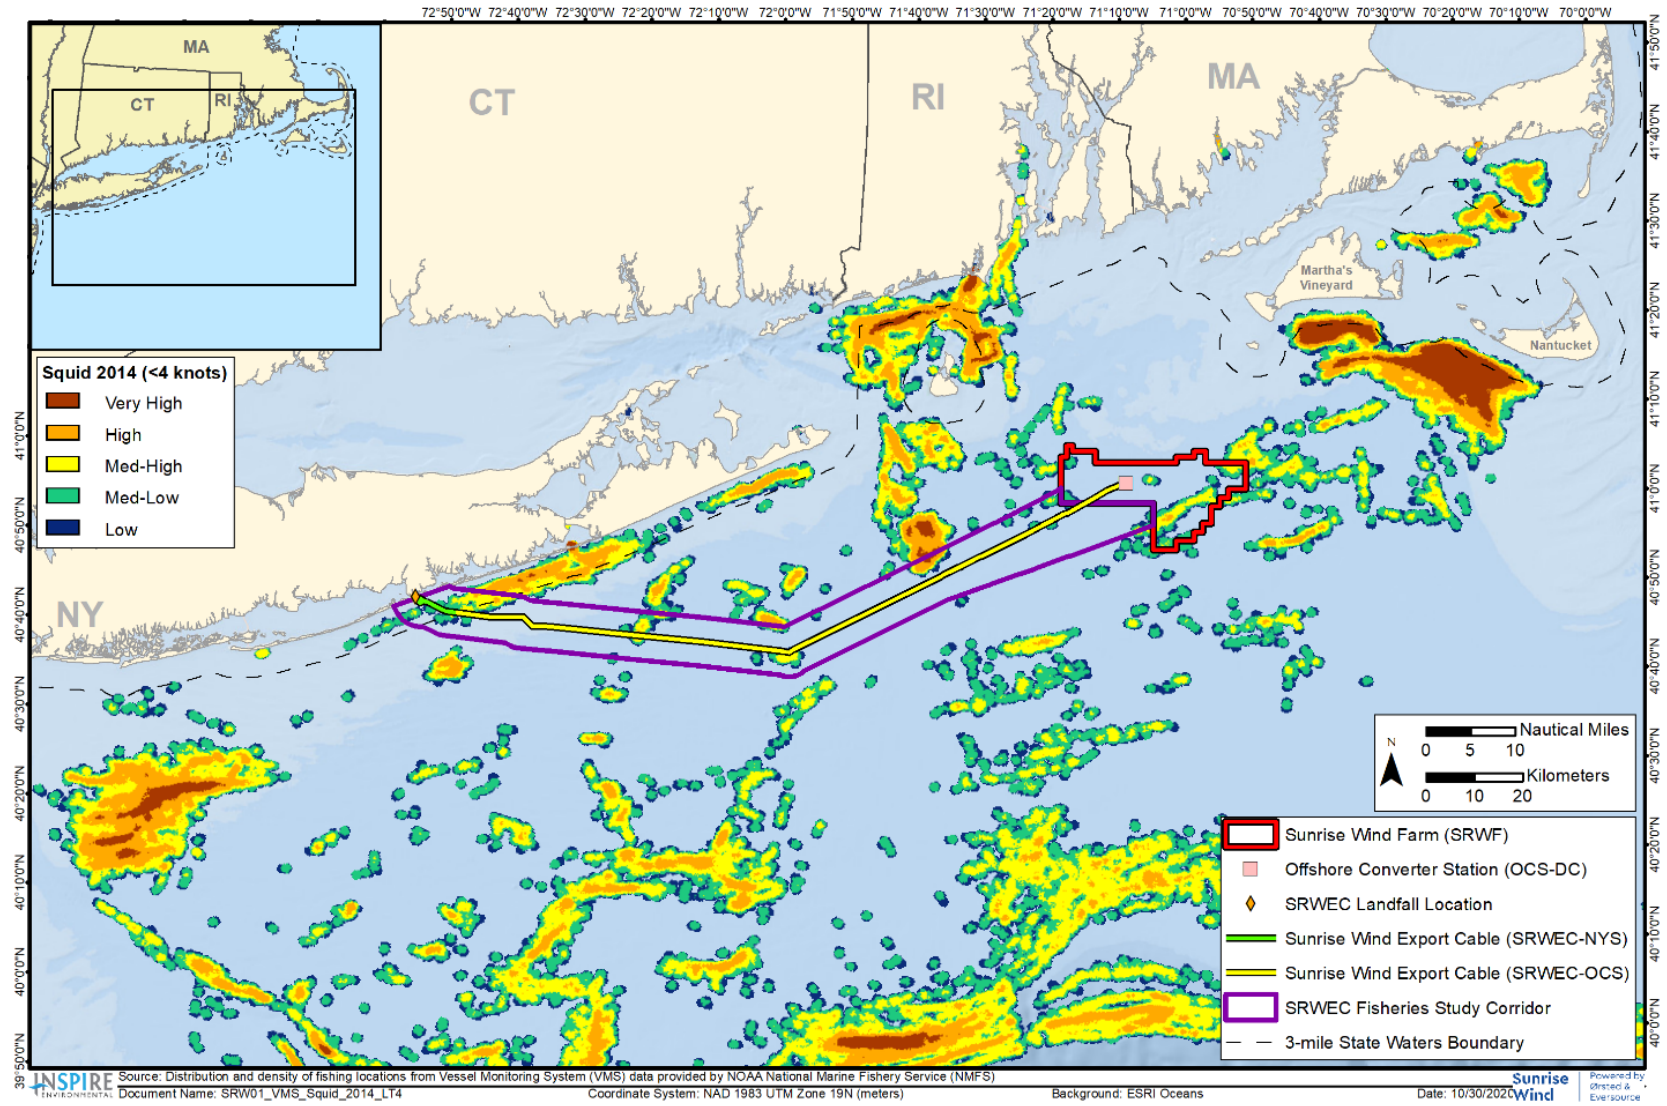 72°50'0"W 72°40'0"W 72°30'0"W 72°20'0"W 72°10'0"W 72°0'0"W 71°50'0"W 71°40'0"W 71°30'0"W 71°20'0"W 71°10'0"W 71°0'0"W 70°50'0"W 70°40'0"W 70°30'0"W 70°20'0"W 70°10'0"W 70°0'0"W
MA
CT
RI
CT
RI
MA
NY
Martha's
Vineyard
Nantucket
Squid 2014 (<4 knots)
Very High
High
Med-High
Med-Low
Low
41°0'0"N
40°50'0"N
40°40'0"N
40°30'0"N
40°20'0"N
40°10'0"N
40°0'0"N
39°50'0"N
41°50'0"N
41°40'0"N
41°30'0"N
41°20'0"N
41°10'0"N
41°0'0"N
40°50'0"N
40°40'0"N
40°30'0"N
40°20'0"N
40°10'0"N
40°0'0"N
N
Nautical Miles
0 5 10
Kilometers
0 10 20
Sunrise Wind Farm (SRWF)
Offshore Converter Station (OCS-DC)
SRWEC Landfall Location
Sunrise Wind Export Cable (SRWEC-NYS)
Sunrise Wind Export Cable (SRWEC-OCS)
SRWEC Fisheries Study Corridor
3-mile State Waters Boundary
INSPIRE
ENVIRONMENTAL
Source: Distribution and density of fishing locations from Vessel Monitoring System (VMS) data provided by NOAA National Marine Fishery Service (NMFS)
Document Name: SRW01_VMS_Squid_2014_LT4 Coordinate System: NAD 1983 UTM Zone 19N (meters) Background: ESRI Oceans Date: 10/30/2020
Sunrise
Wind
Powered by
Ørsted &
Eversource